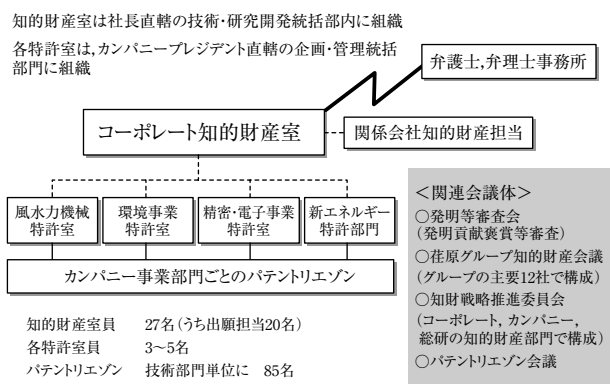 知的財産室は社長直轄の技術・研究開発統括部内に組織
各特許室は,カンパニープレジデント直轄の企画・管理統括
部門に組織
弁護士,弁理士事務所
コーポレート知的財産室
関係会社知的財産担当
風水力機械
特許室
環境事業
特許室
精密・電子事業
特許室
新エネルギー
特許部門
カンパニー事業部門ごとのパテントリエゾン
＜関連会議体＞
○発明等審査会
(発明貢献褒賞等審査)
○荏原グループ知的財産会議
(グループの主要12社で構成)
○知財戦略推進委員会
(コーポレート,カンパニー,
総研の知的財産部門で構成)
○パテントリエゾン会議
知的財産室員 27名(うち出願担当20名)
各特許室員 3〜5名
パテントリエゾン 技術部門単位に 85名